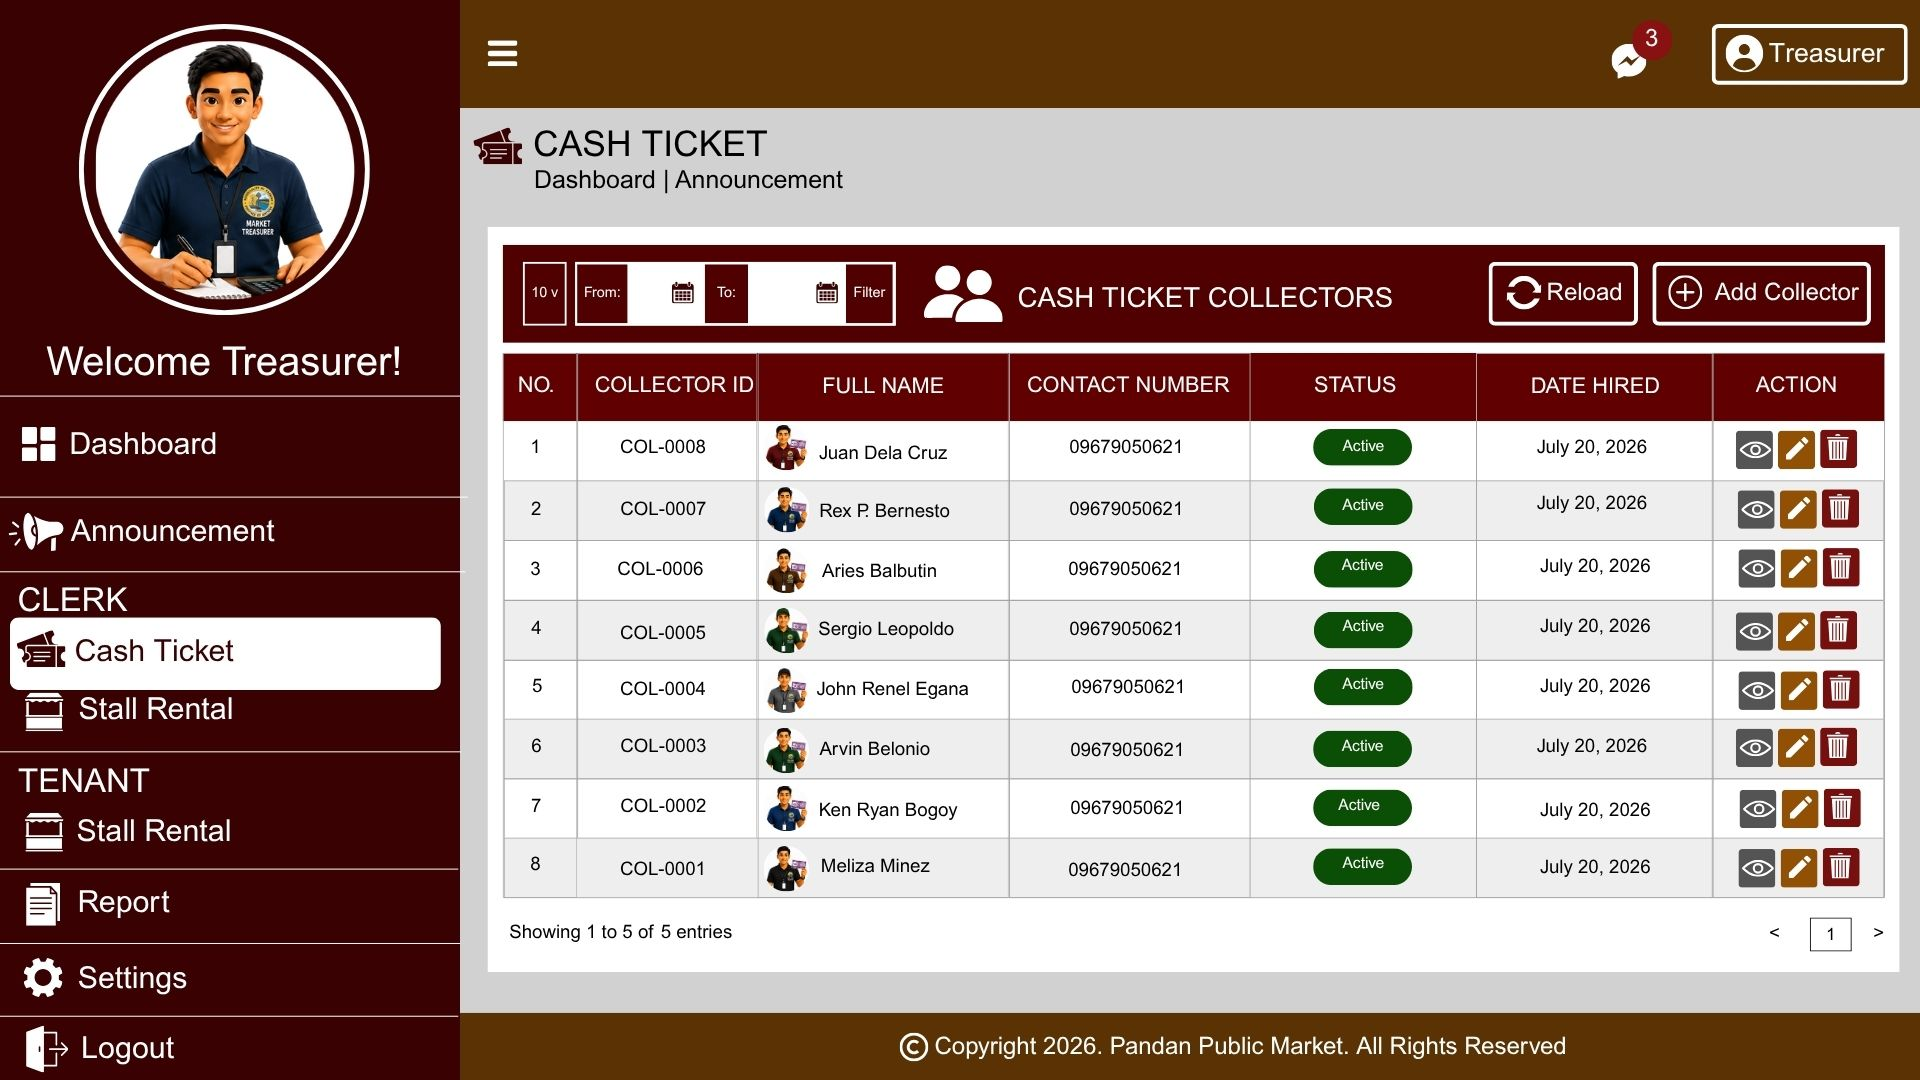 MARKET
TREASURER
Welcome Treasurer!
Dashboard
Announcement
CLERK
Cash Ticket
Stall Rental
TENANT
Stall Rental
Report
Settings
Logout
3
Treasurer
CASH TICKET
Dashboard | Announcement
10 v From: To: Filter
CASH TICKET COLLECTORS
Reload
Add Collector
NO. COLLECTOR ID FULL NAME CONTACT NUMBER STATUS DATE HIRED ACTION
1 COL-0008 Juan Dela Cruz 09679050621 Active July 20, 2026
2 COL-0007 Rex P. Bernesto 09679050621 Active July 20, 2026
3 COL-0006 Aries Balbutin 09679050621 Active July 20, 2026
4 COL-0005 Sergio Leopoldo 09679050621 Active July 20, 2026
5 COL-0004 John Renel Egana 09679050621 Active July 20, 2026
6 COL-0003 Arvin Belonio 09679050621 Active July 20, 2026
7 COL-0002 Ken Ryan Bogoy 09679050621 Active July 20, 2026
8 COL-0001 Meliza Minez 09679050621 Active July 20, 2026
Showing 1 to 5 of 5 entries
< 1 >
© Copyright 2026. Pandan Public Market. All Rights Reserved